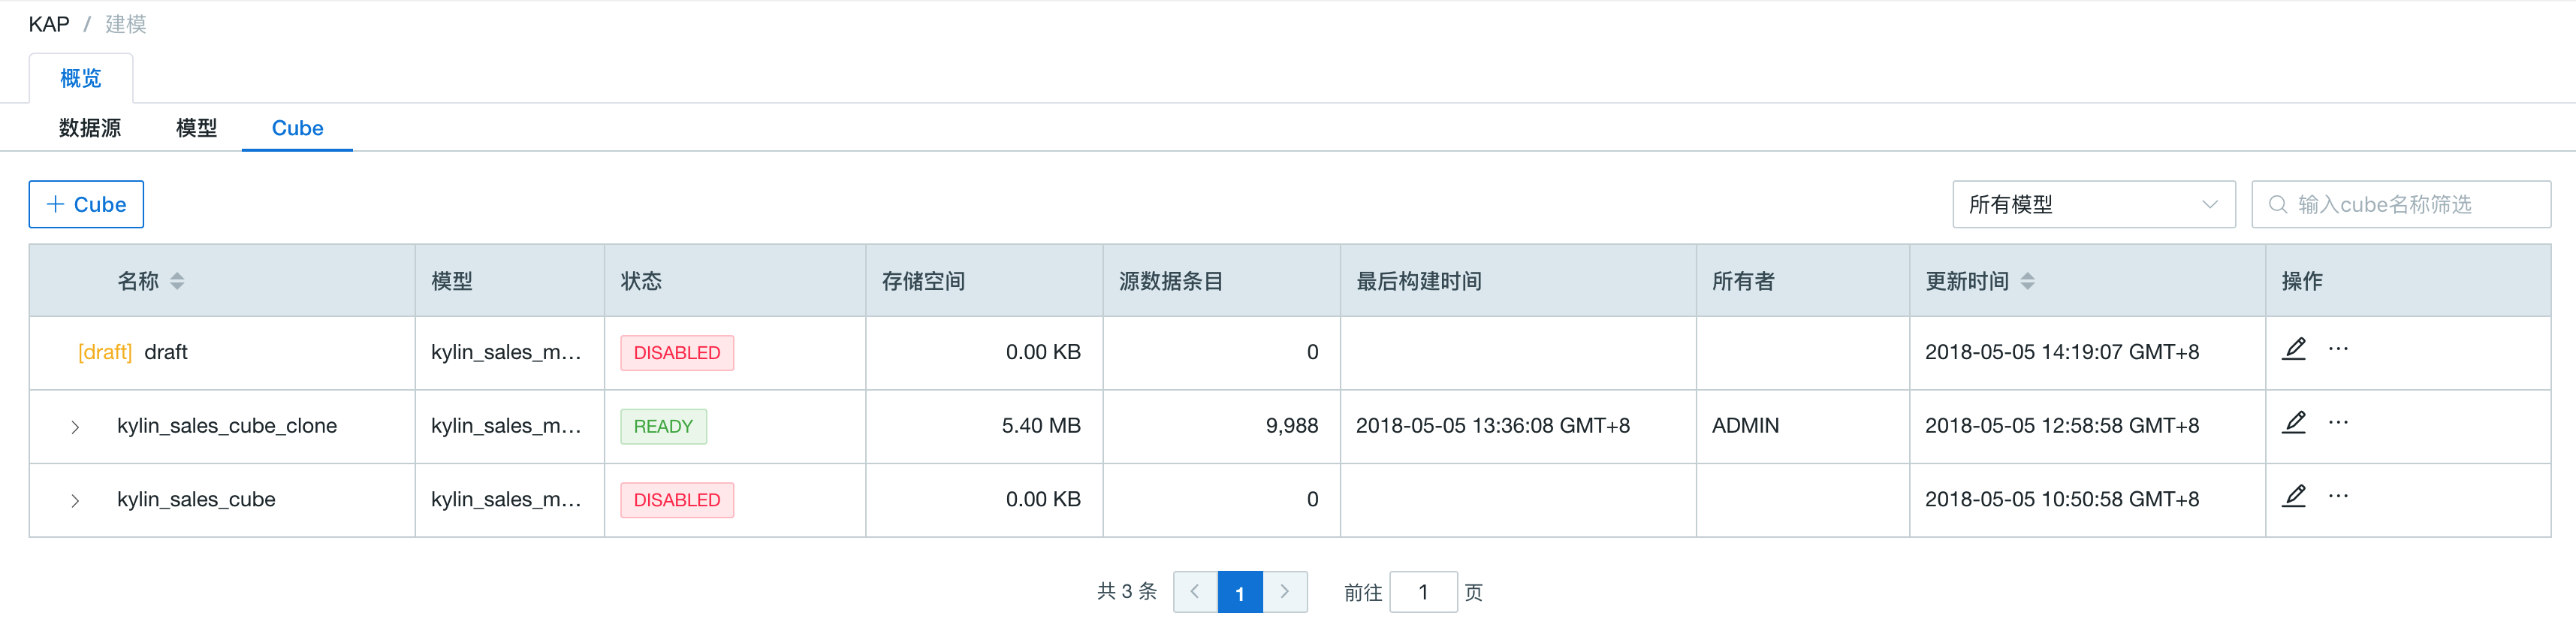 KAP / 建模
概览
数据源 模型 Cube
+ Cube 所有模型 输入cube名称筛选
名称 模型 状态 存储空间 源数据条目 最后构建时间 所有者 更新时间 操作
[draft] draft kylin_sales_m... DISABLED 0.00 KB 0 2018-05-05 14:19:07 GMT+8 ...
kylin_sales_cube_clone kylin_sales_m... READY 5.40 MB 9,988 2018-05-05 13:36:08 GMT+8 ADMIN 2018-05-05 12:58:58 GMT+8 ...
kylin_sales_cube kylin_sales_m... DISABLED 0.00 KB 0 2018-05-05 10:50:58 GMT+8 ...
共 3 条 < 1 > 前往 1 页